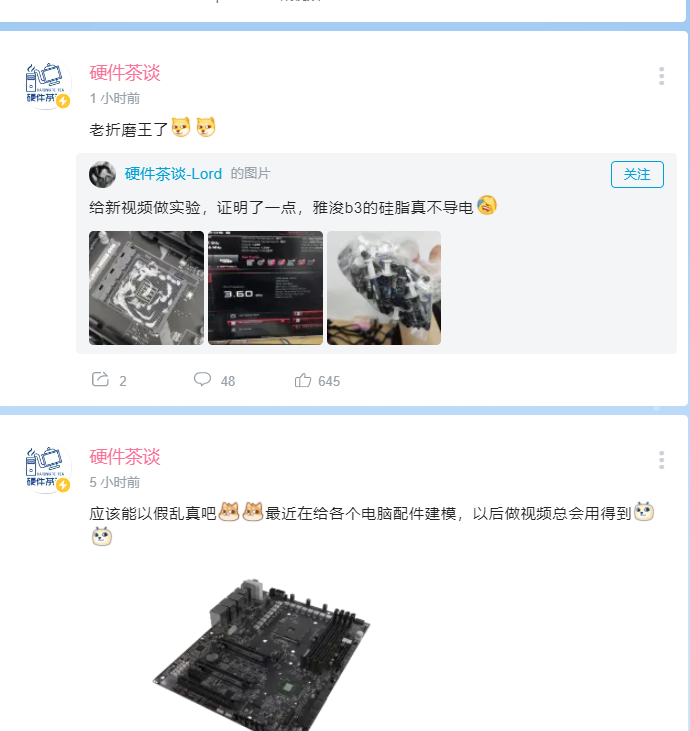 硬件茶谈
1 小时前
老折磨王了
硬件茶谈-Lord 的图片
关注
给新视频做实验，证明了一点，雅浚b3的硅脂真不导电
3.60
2
48
645
硬件茶谈
5 小时前
应该能以假乱真吧最近在给各个电脑配件建模，以后做视频总会用得到